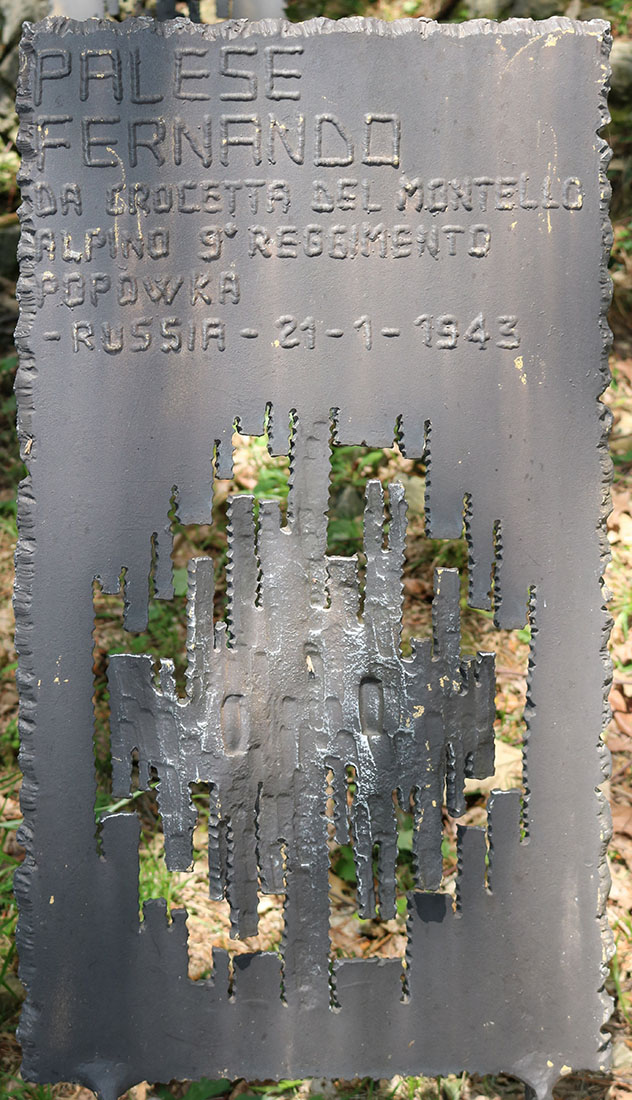 PALESE
FERNANDO
DA CROCETTA DEL MONTELLO
ALPINO 9° REGGIMENTO
POPOWKA
- RUSSIA - 21 - 1 - 1943